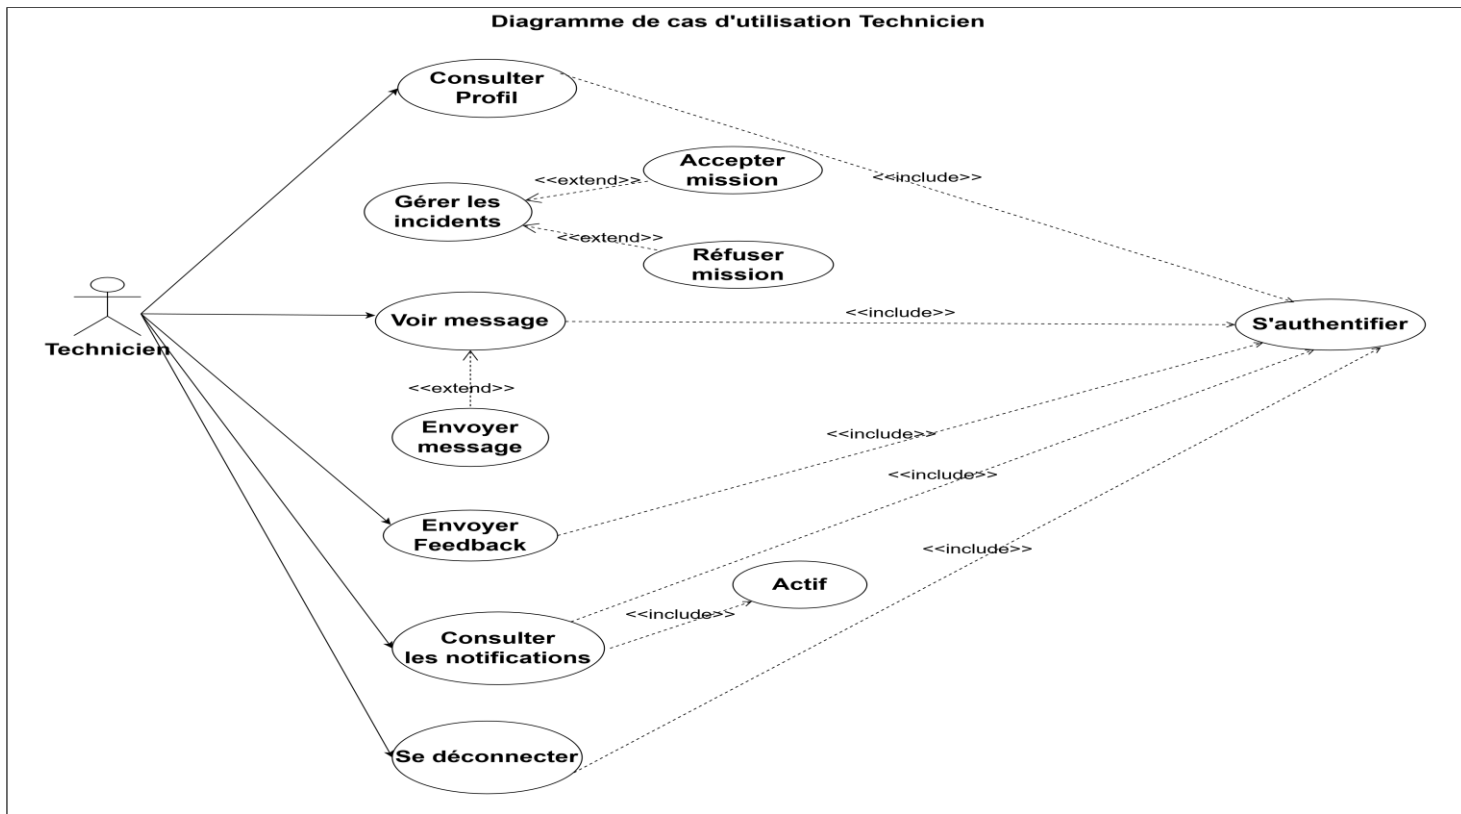 Diagramme de cas d'utilisation Technicien
Consulter
Profil
Accepter
mission
<<include>>
<<extend>>
Gérer les
incidents
<<extend>>
Réfuser
mission
Voir message
<<include>>
S'authentifier
Technicien
<<extend>>
Envoyer
message
<<include>>
<<include>>
Envoyer
Feedback
<<include>>
Actif
<<include>>
Consulter
les notifications
Se déconnecter